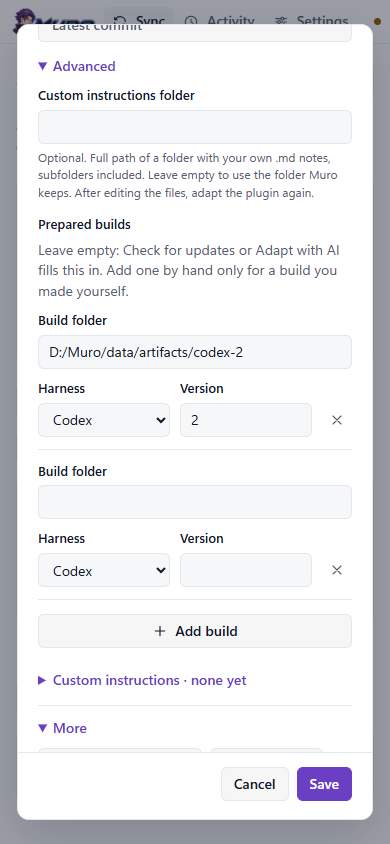 Sync
Activity
Settings
Latest commit
Advanced
Custom instructions folder
Optional. Full path of a folder with your own .md notes,
subfolders included. Leave empty to use the folder Muro
keeps. After editing the files, adapt the plugin again.
Prepared builds
Leave empty: Check for updates or Adapt with AI
fills this in. Add one by hand only for a build you
made yourself.
Build folder
D:/Muro/data/artifacts/codex-2
Harness Version
Codex 2
Build folder
Harness Version
Codex
Add build
Custom instructions · none yet
More
Cancel Save